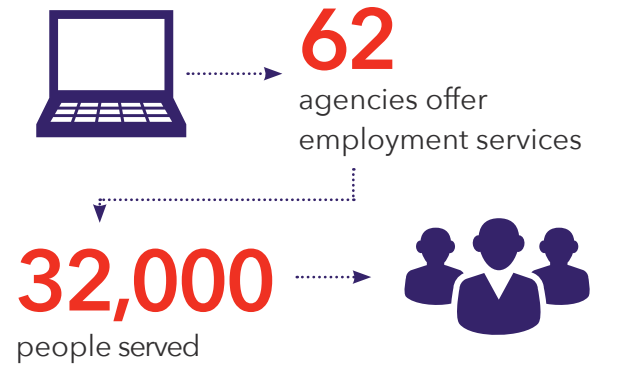 62
agencies offer
employment services
32,000
people served